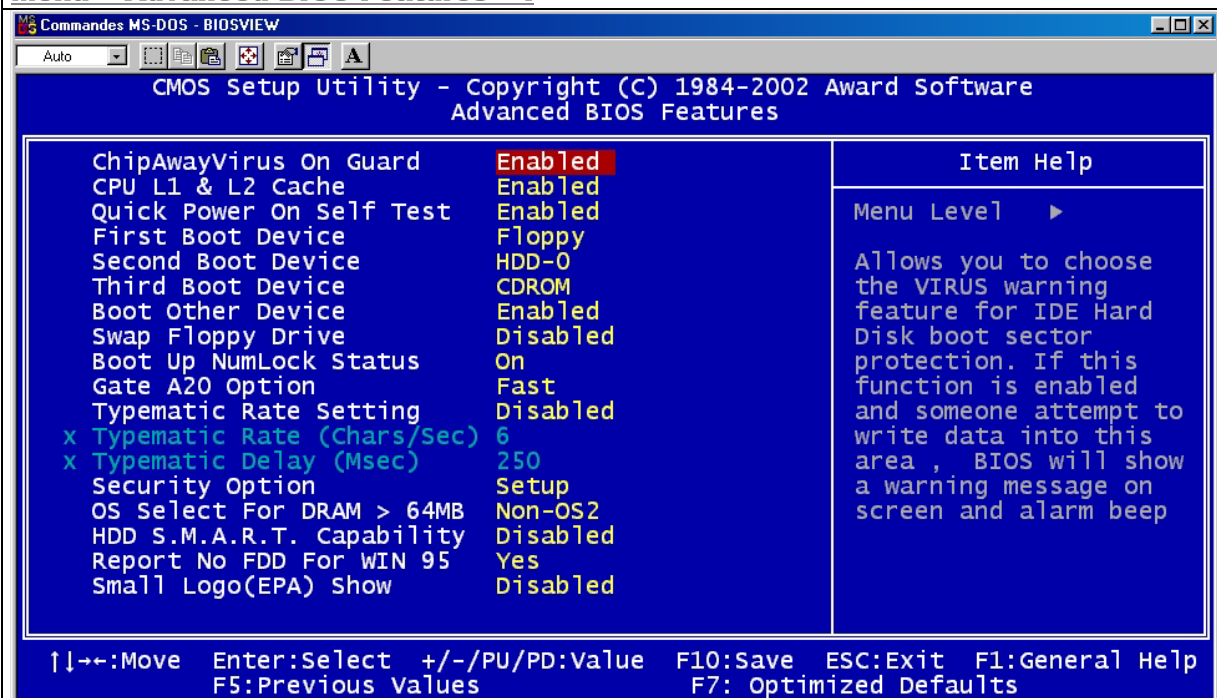 Commandes MS-DOS - BIOSVIEW
Auto
A
CMOS Setup Utility - Copyright (C) 1984-2002 Award Software
Advanced BIOS Features
ChipAwayVirus On Guard Enabled
CPU L1 & L2 Cache Enabled
Quick Power On Self Test Enabled
First Boot Device Floppy
Second Boot Device HDD-0
Third Boot Device CDROM
Boot Other Device Enabled
Swap Floppy Drive Disabled
Boot Up NumLock Status On
Gate A20 Option Fast
Typematic Rate Setting Disabled
x Typematic Rate (Chars/Sec) 6
x Typematic Delay (Msec) 250
Security Option Setup
OS Select For DRAM > 64MB Non-OS2
HDD S.M.A.R.T. Capability Disabled
Report No FDD For WIN 95 Yes
Small Logo(EPA) Show Disabled
Item Help
Menu Level ▶
Allows you to choose
the VIRUS warning
feature for IDE Hard
Disk boot sector
protection. If this
function is enabled
and someone attempt to
write data into this
area , BIOS will show
a warning message on
screen and alarm beep
↑↓→←:Move Enter:Select +/-/PU/PD:Value F10:Save ESC:Exit F1:General Help
F5:Previous Values F7: Optimized Defaults